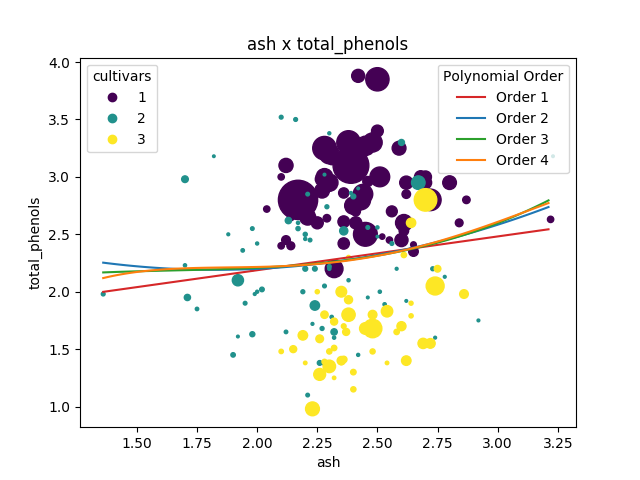 ash x total_phenols
cultivars
1
2
3
Polynomial Order
Order 1
Order 2
Order 3
Order 4
total_phenols
4.0
3.5
3.0
2.5
2.0
1.5
1.0
1.50 1.75 2.00 2.25 2.50 2.75 3.00 3.25
ash